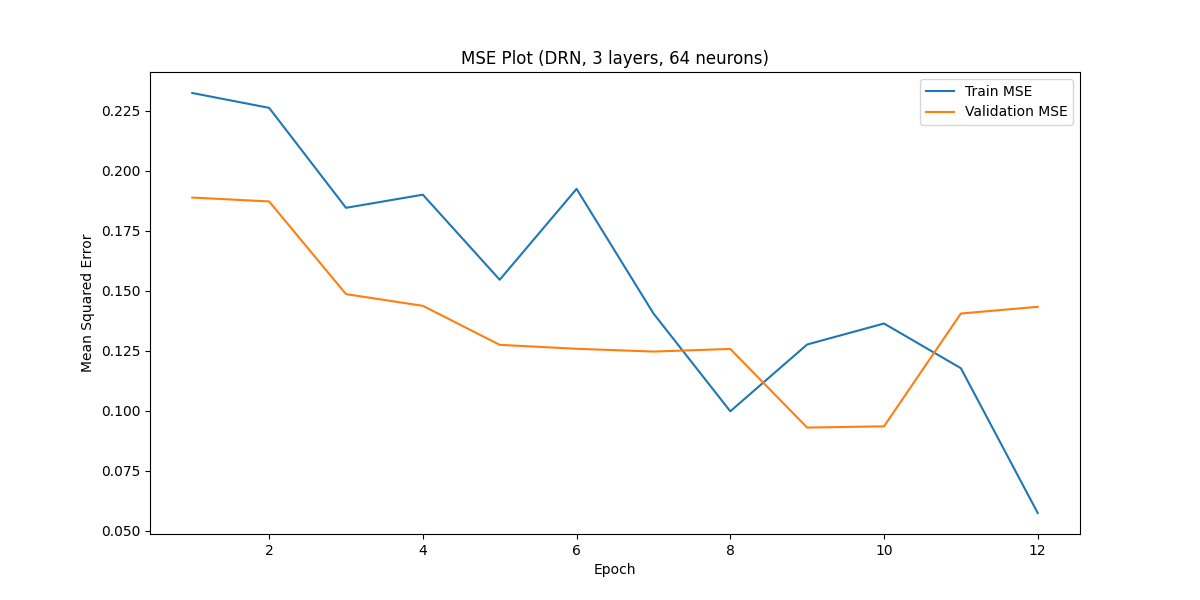 MSE Plot (DRN, 3 layers, 64 neurons)
Train MSE
Validation MSE
Mean Squared Error
0.225
0.200
0.175
0.150
0.125
0.100
0.075
0.050
2
4
6
8
10
12
Epoch